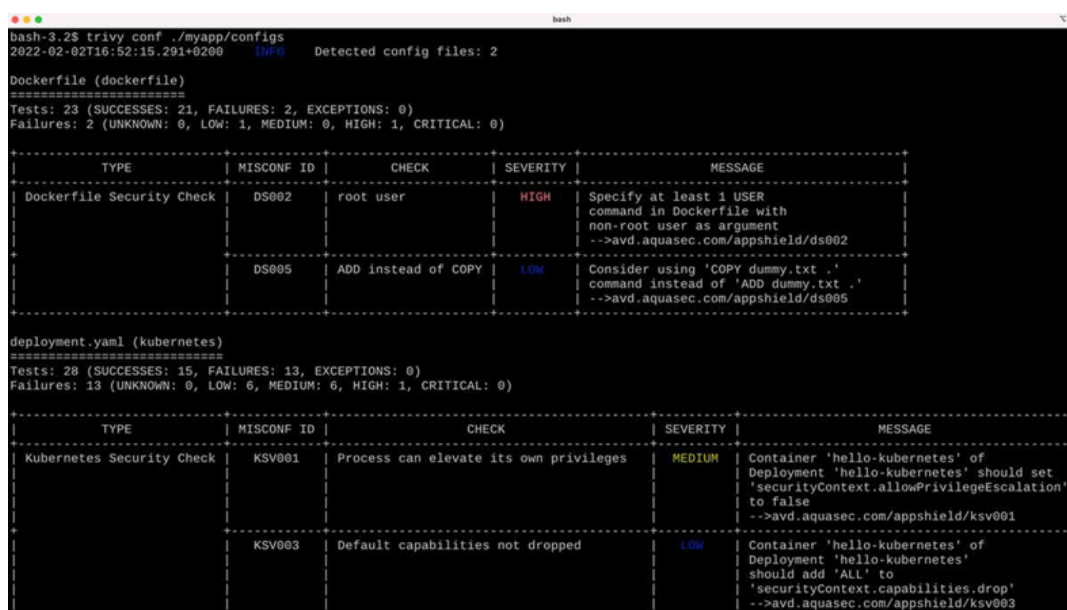 bash
bash-3.2$ trivy conf ./myapp/configs
2022-02-02T16:52:15.291+0200 INFO Detected config files: 2
Dockerfile (dockerfile)
=======================
Tests: 23 (SUCCESSES: 21, FAILURES: 2, EXCEPTIONS: 0)
Failures: 2 (UNKNOWN: 0, LOW: 1, MEDIUM: 0, HIGH: 1, CRITICAL: 0)
TYPE | MISCONF ID | CHECK | SEVERITY | MESSAGE
Dockerfile Security Check | DS002 | root user | HIGH | Specify at least 1 USER
command in Dockerfile with
non-root user as argument
-->avd.aquasec.com/appshield/ds002
DS005 | ADD instead of COPY | LOW | Consider using 'COPY dummy.txt .'
command instead of 'ADD dummy.txt .'
-->avd.aquasec.com/appshield/ds005
deployment.yaml (kubernetes)
============================
Tests: 28 (SUCCESSES: 15, FAILURES: 13, EXCEPTIONS: 0)
Failures: 13 (UNKNOWN: 0, LOW: 6, MEDIUM: 6, HIGH: 1, CRITICAL: 0)
TYPE | MISCONF ID | CHECK | SEVERITY | MESSAGE
Kubernetes Security Check | KSV001 | Process can elevate its own privileges | MEDIUM | Container 'hello-kubernetes' of
Deployment 'hello-kubernetes' should set
'securityContext.allowPrivilegeEscalation'
to false
-->avd.aquasec.com/appshield/ksv001
KSV003 | Default capabilities not dropped | LOW | Container 'hello-kubernetes' of
Deployment 'hello-kubernetes'
should add 'ALL' to
'securityContext.capabilities.drop'
-->avd.aquasec.com/appshield/ksv003